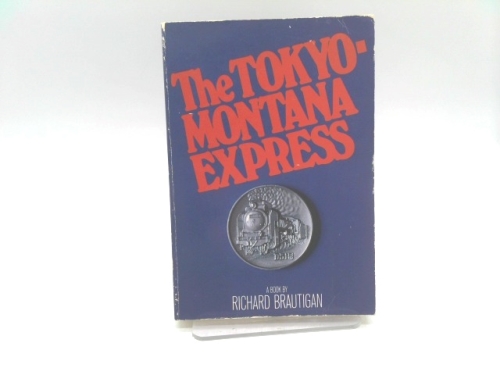 The TOKYO-
MONTANA
EXPRESS
A BOOK BY
RICHARD BRAUTIGAN